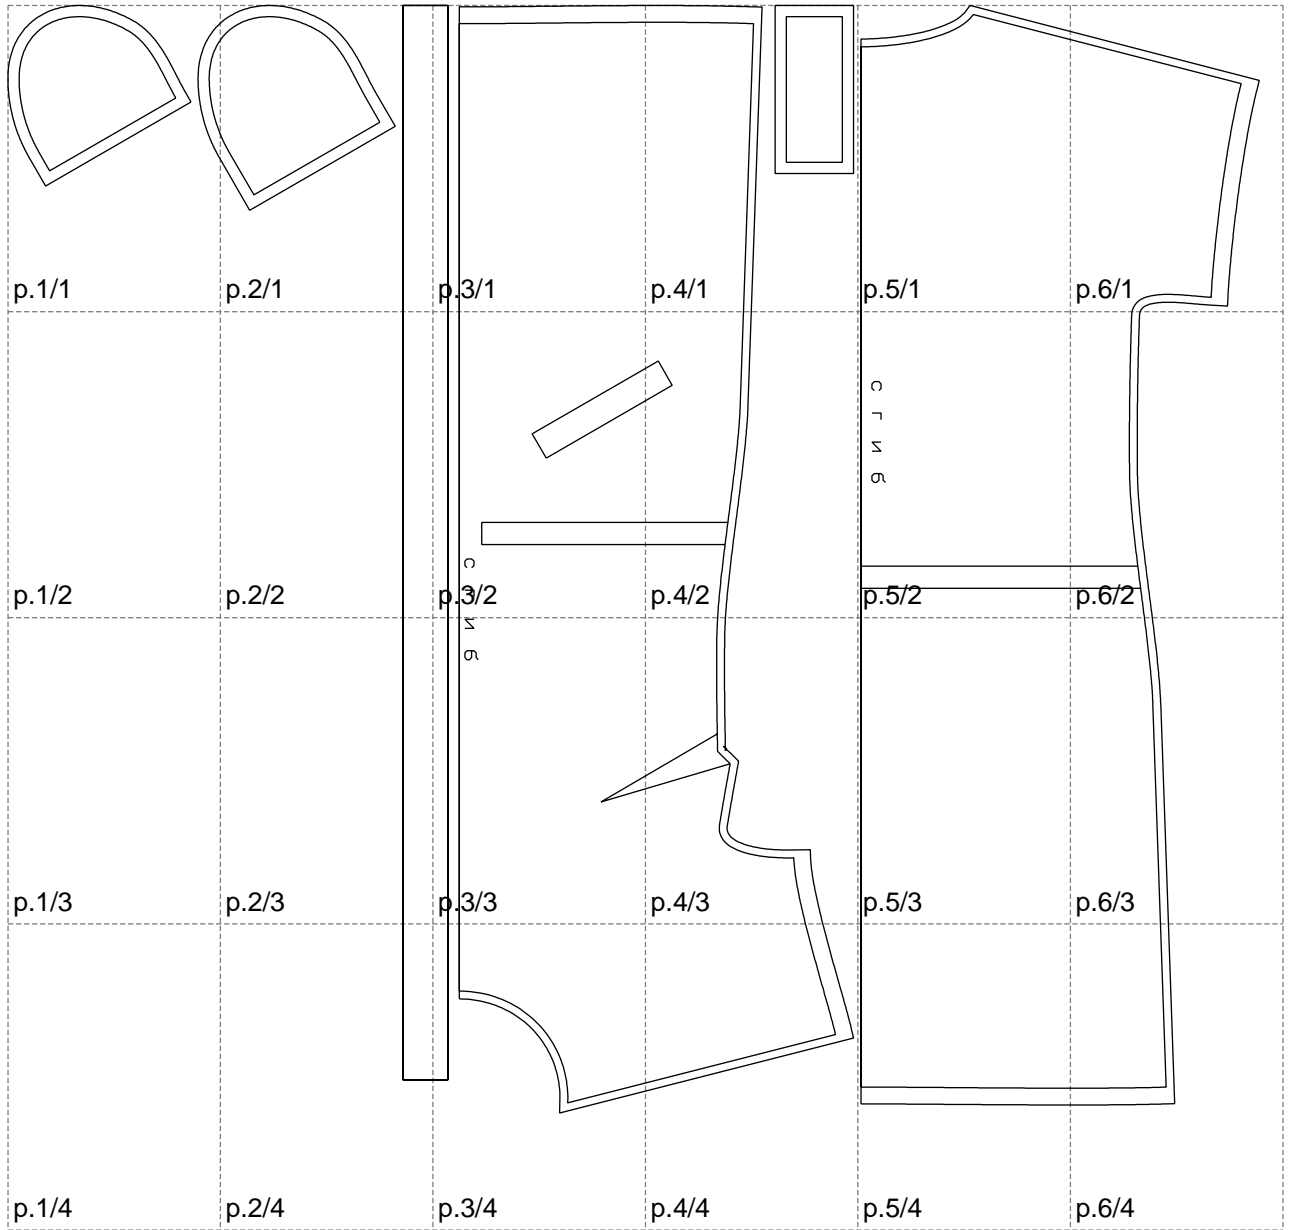 p.1/1 p.2/1 p.3/1 p.4/1 p.5/1 p.6/1
с г и б
p.1/2 p.2/2 p.3/2 p.4/2 p.5/2 p.6/2
с г и б
p.1/3 p.2/3 p.3/3 p.4/3 p.5/3 p.6/3
p.1/4 p.2/4 p.3/4 p.4/4 p.5/4 p.6/4